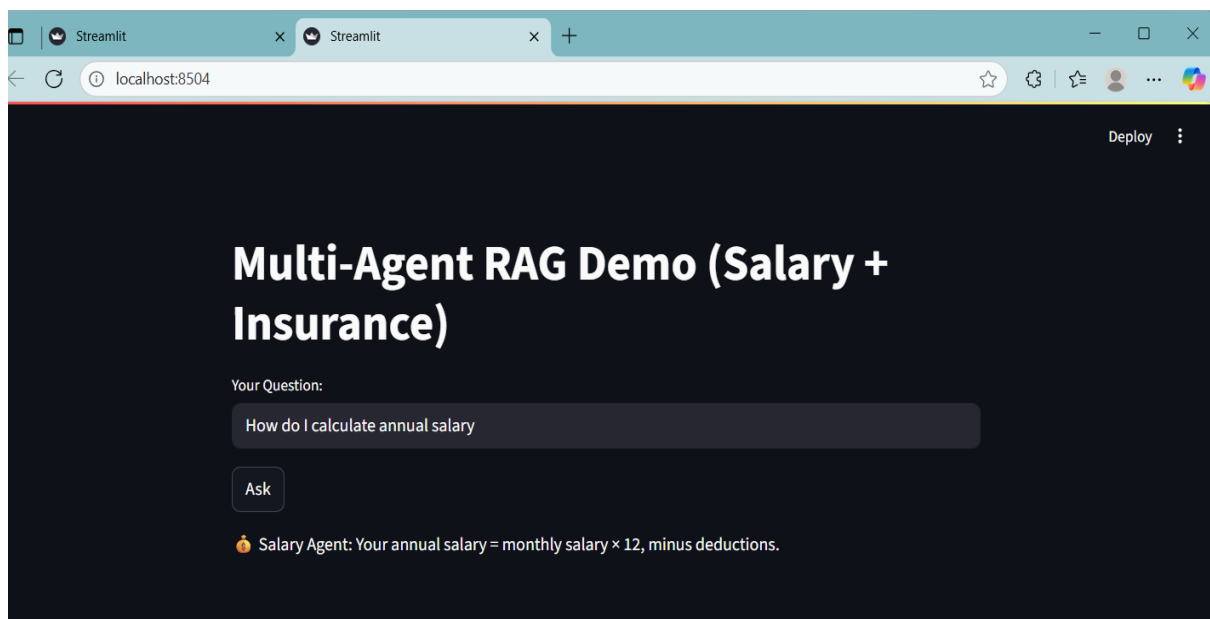 Streamlit
Streamlit
localhost:8504
Deploy
Multi-Agent RAG Demo (Salary +
Insurance)
Your Question:
How do I calculate annual salary
Ask
💰 Salary Agent: Your annual salary = monthly salary × 12, minus deductions.